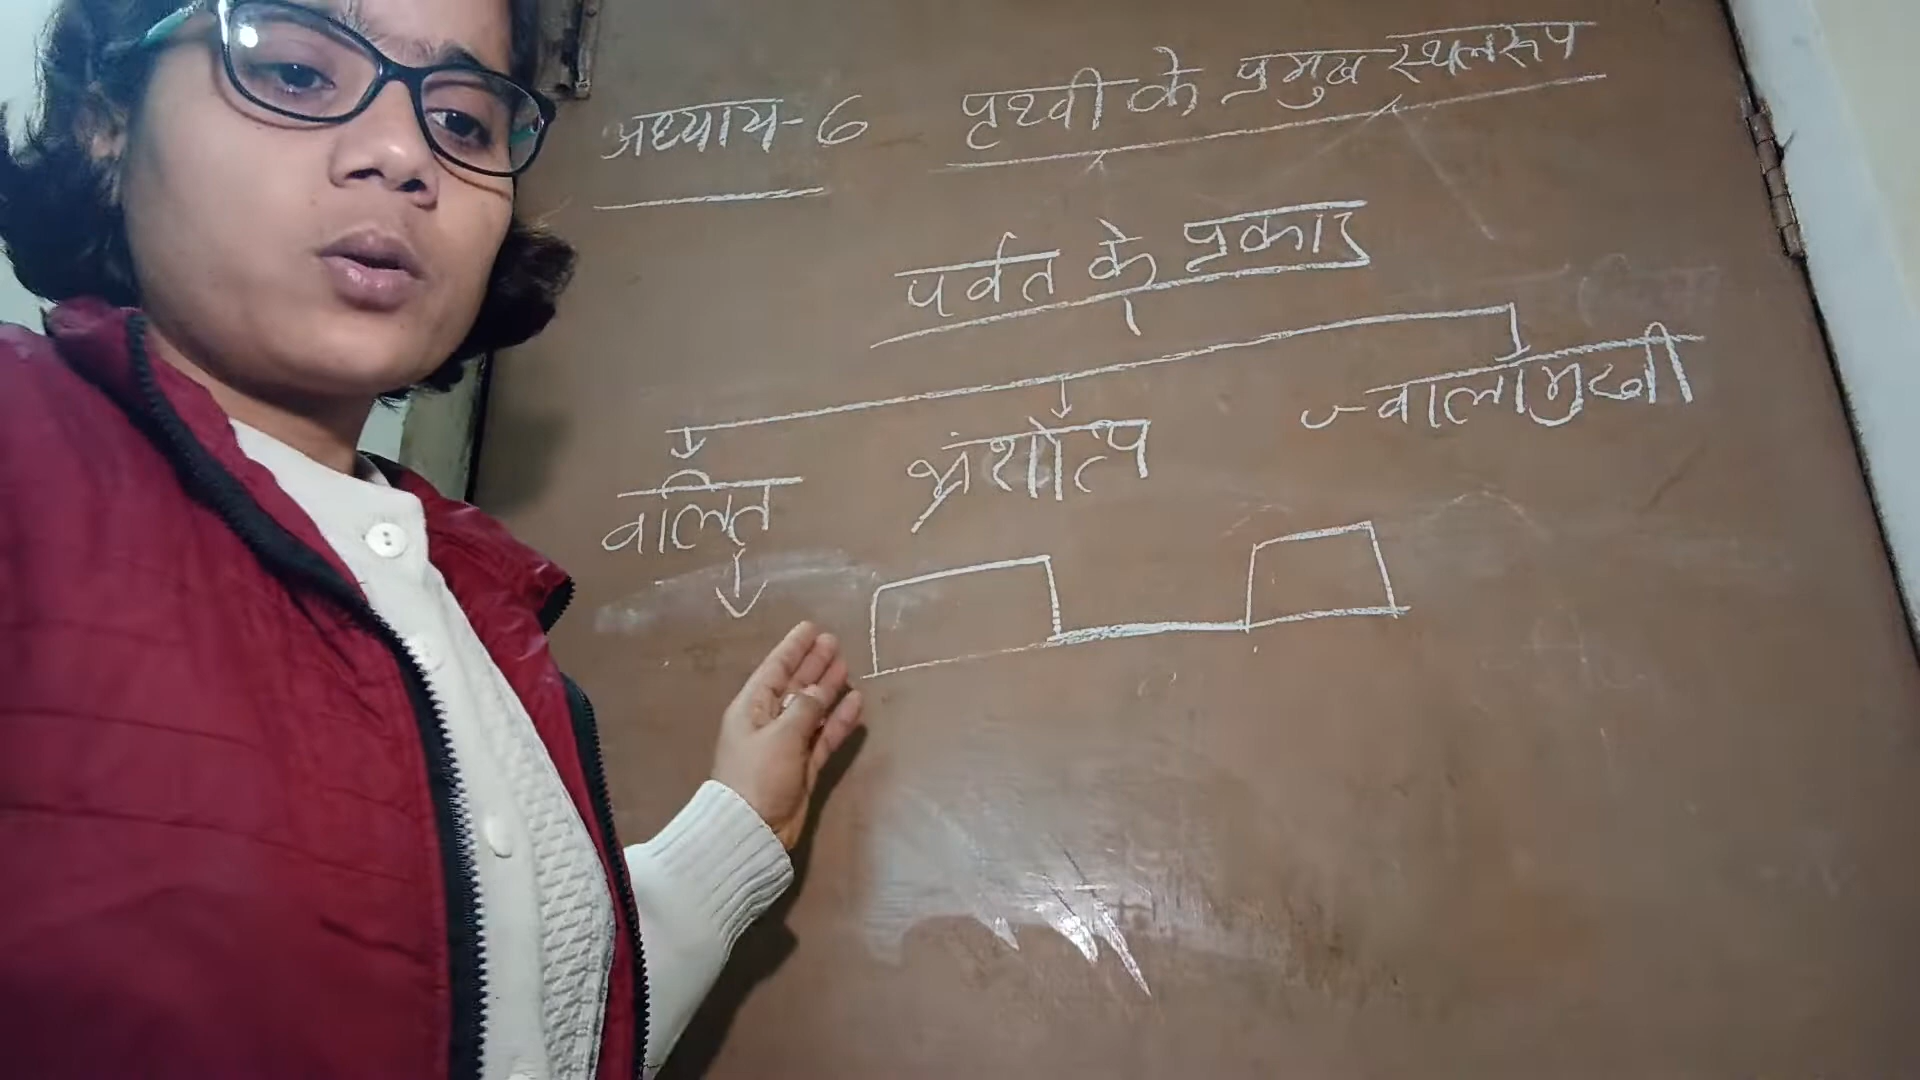 अध्याय-6 पृथ्वी के प्रमुख स्थलरूप
पर्वत के प्रकार
वलित भ्रंशोत्प ज्वालामुखी